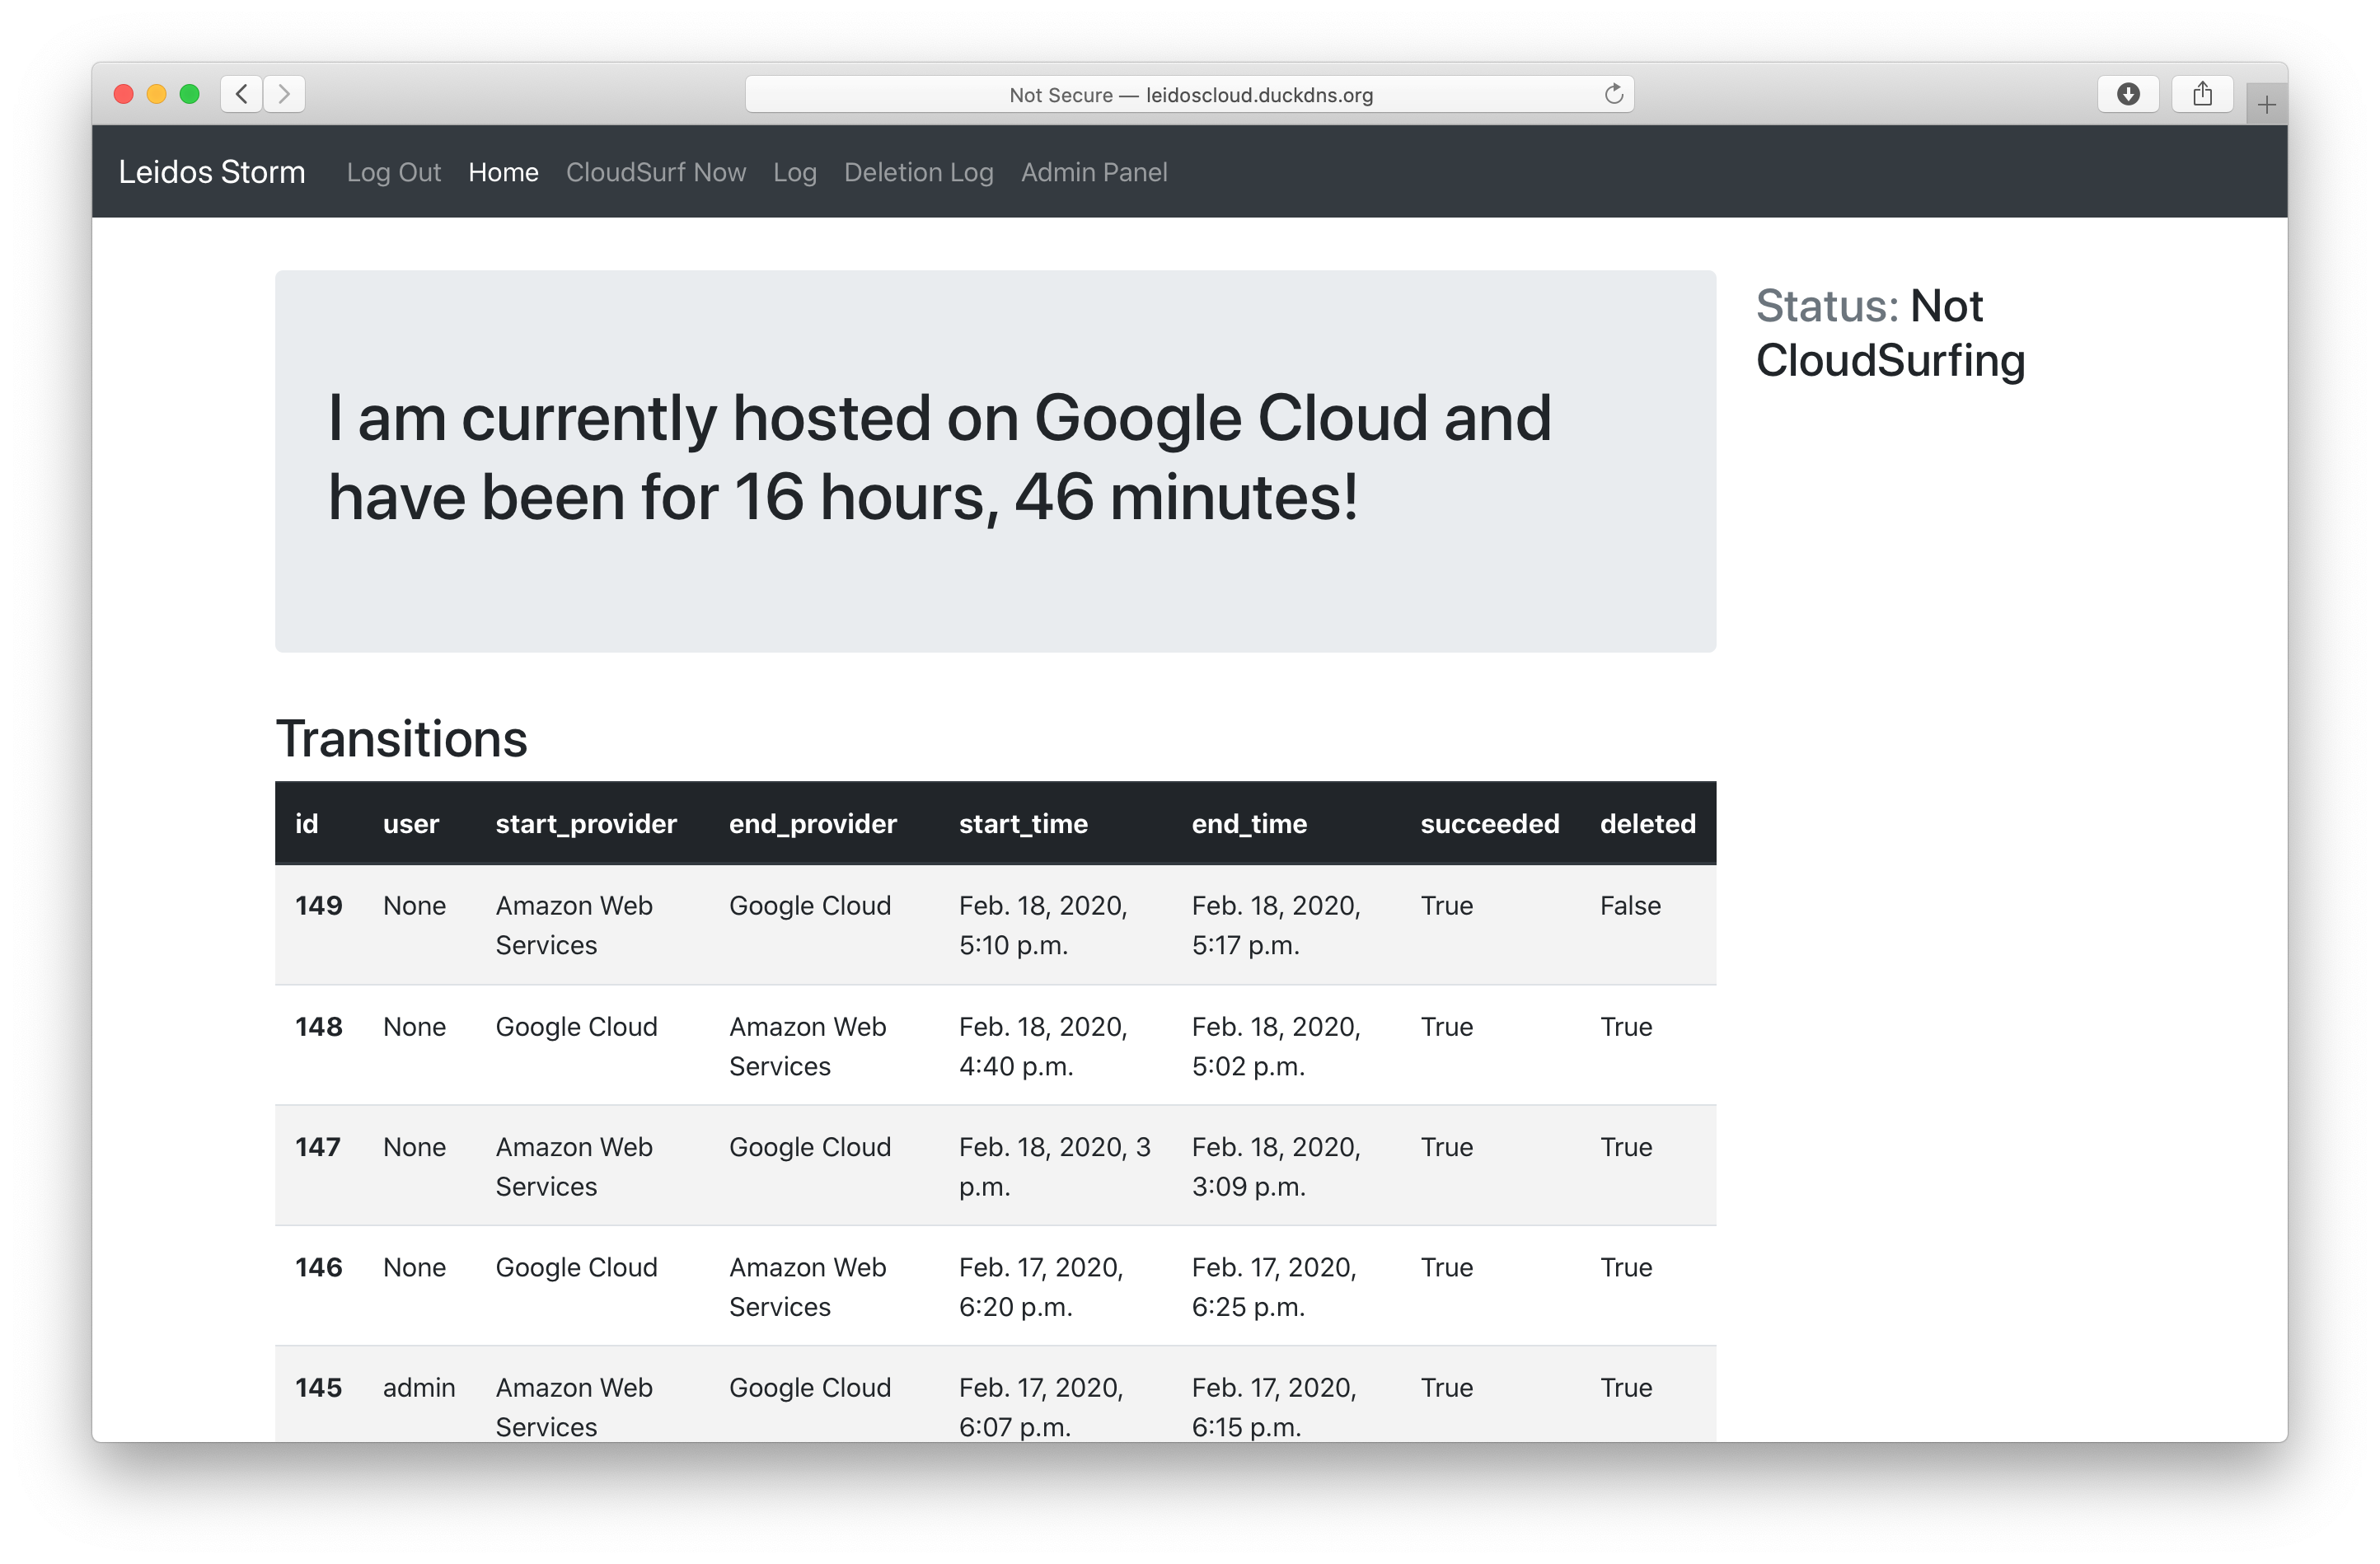 Not Secure — leidoscloud.duckdns.org
Leidos Storm Log Out Home CloudSurf Now Log Deletion Log Admin Panel
I am currently hosted on Google Cloud and
have been for 16 hours, 46 minutes!
Status: Not
CloudSurfing
Transitions
id user start_provider end_provider start_time end_time succeeded deleted
149 None Amazon Web Google Cloud Feb. 18, 2020, Feb. 18, 2020, True False
Services 5:10 p.m. 5:17 p.m.
148 None Google Cloud Amazon Web Feb. 18, 2020, Feb. 18, 2020, True True
Services 4:40 p.m. 5:02 p.m.
147 None Amazon Web Google Cloud Feb. 18, 2020, 3 Feb. 18, 2020, True True
Services p.m. 3:09 p.m.
146 None Google Cloud Amazon Web Feb. 17, 2020, Feb. 17, 2020, True True
Services 6:20 p.m. 6:25 p.m.
145 admin Amazon Web Google Cloud Feb. 17, 2020, Feb. 17, 2020, True True
Services 6:07 p.m. 6:15 p.m.